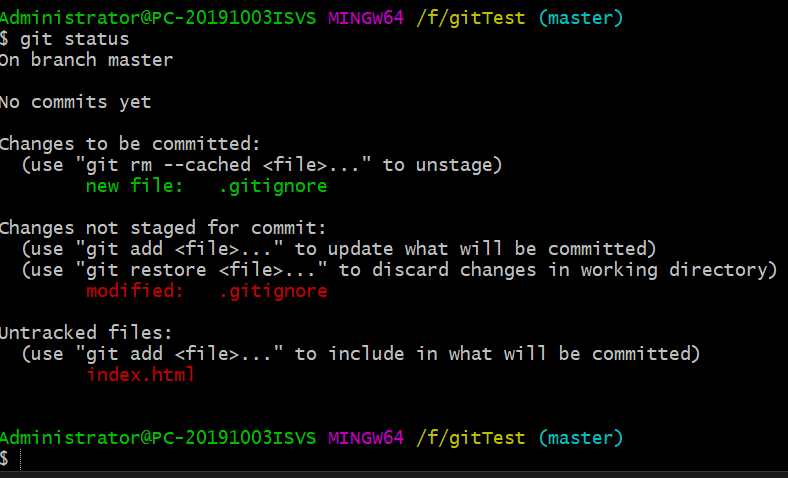 Administrator@PC-20191003ISVS MINGW64 /f/gitTest (master)
$ git status
On branch master
No commits yet
Changes to be committed:
(use "git rm --cached <file>..." to unstage)
new file: .gitignore
Changes not staged for commit:
(use "git add <file>..." to update what will be committed)
(use "git restore <file>..." to discard changes in working directory)
modified: .gitignore
Untracked files:
(use "git add <file>..." to include in what will be committed)
index.html
Administrator@PC-20191003ISVS MINGW64 /f/gitTest (master)
$